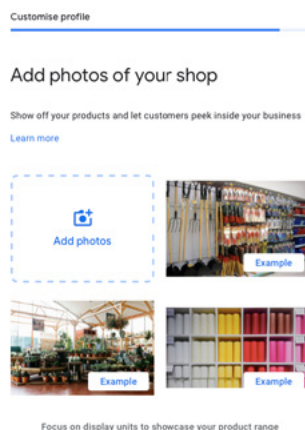 Customise profile
Add photos of your shop
Show off your products and let customers peek inside your business
Learn more
Add photos
Example
Example
Example
Focus on display units to showcase your product range